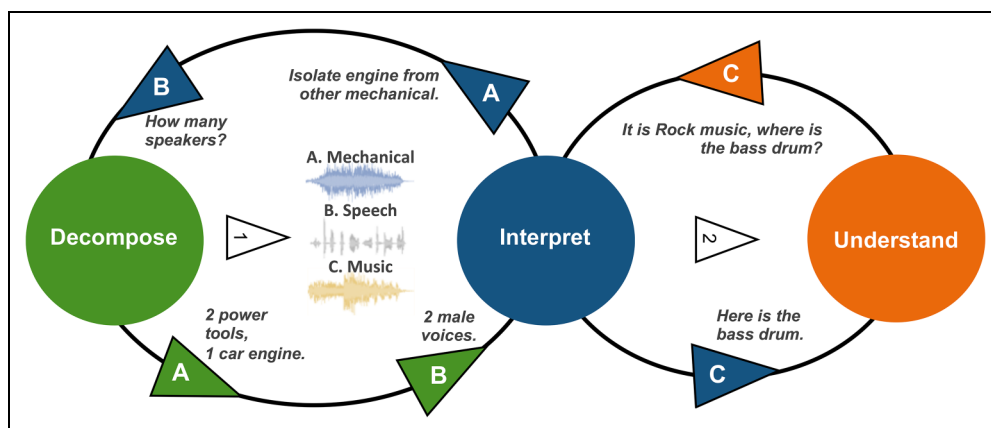 B
How many
speakers?
Isolate engine from
other mechanical.
A
C
It is Rock music, where is
the bass drum?
Decompose
1
A. Mechanical
B. Speech
C. Music
Interpret
2
Understand
2 power
tools,
1 car engine.
A
2 male
voices.
B
Here is the
bass drum.
C